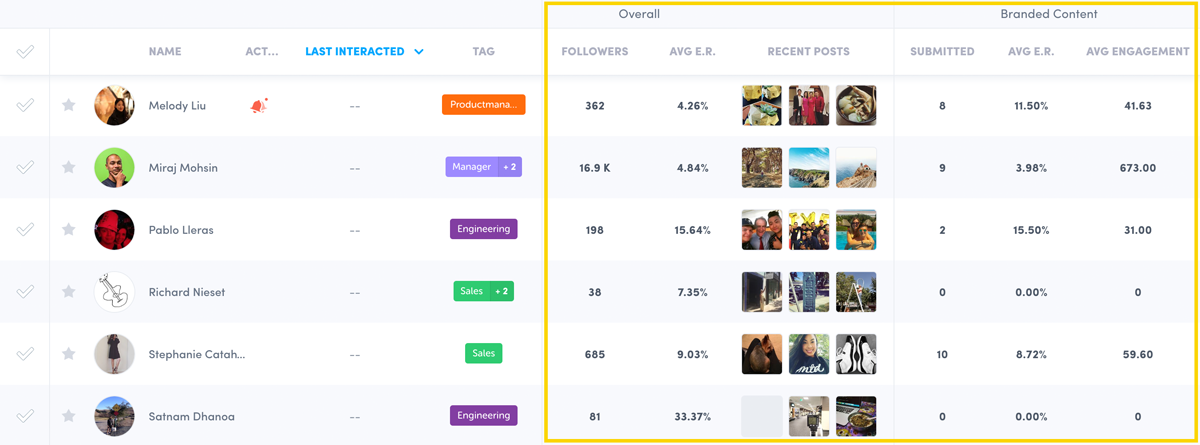 Overall Branded Content
NAME ACT... LAST INTERACTED TAG FOLLOWERS AVG E.R. RECENT POSTS SUBMITTED AVG E.R. AVG ENGAGEMENT
Melody Liu -- Productmana... 362 4.26% 8 11.50% 41.63
Miraj Mohsin -- Manager + 2 16.9 K 4.84% 9 3.98% 673.00
Pablo Lleras -- Engineering 198 15.64% 2 15.50% 31.00
Richard Nieset -- Sales + 2 38 7.35% 0 0.00% 0
Stephanie Catah... -- Sales 685 9.03% 10 8.72% 59.60
Satnam Dhanoa -- Engineering 81 33.37% 0 0.00% 0